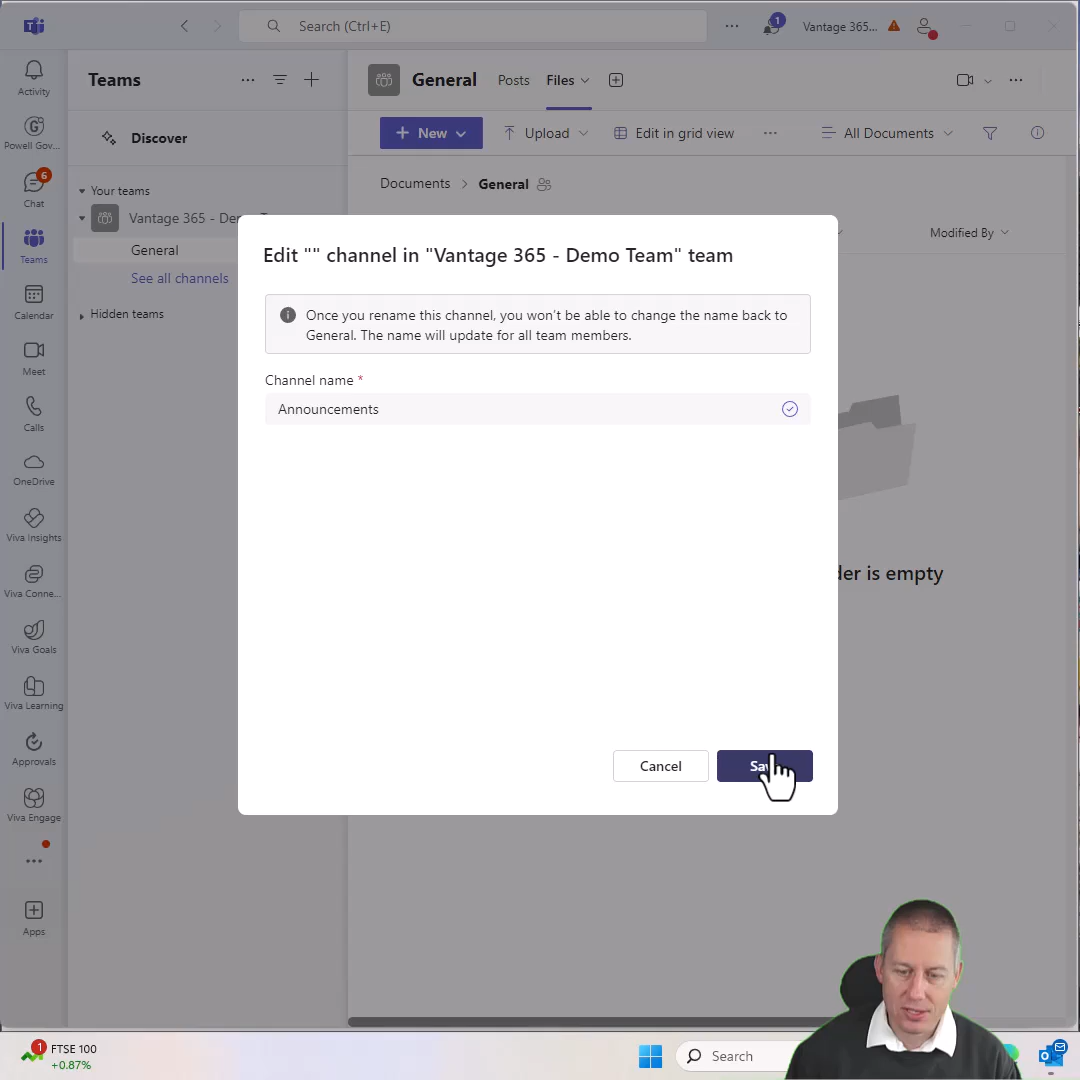 Search (Ctrl+E)
1
Vantage 365...
Activity
Powell Gov...
6
Chat
Teams
Calendar
Meet
Calls
OneDrive
Viva Insights
Viva Conne...
Viva Goals
Viva Learning
Approvals
Viva Engage
Apps
Teams
Discover
Your teams
Vantage 365 - Demo T
General
See all channels
Hidden teams
General
Posts
Files
New
Upload
Edit in grid view
All Documents
Documents > General
Modified By
Edit "" channel in "Vantage 365 - Demo Team" team
Once you rename this channel, you won't be able to change the name back to
General. The name will update for all team members.
Channel name *
Announcements
der is empty
Cancel
Sav
1
FTSE 100
+0.87%
Search